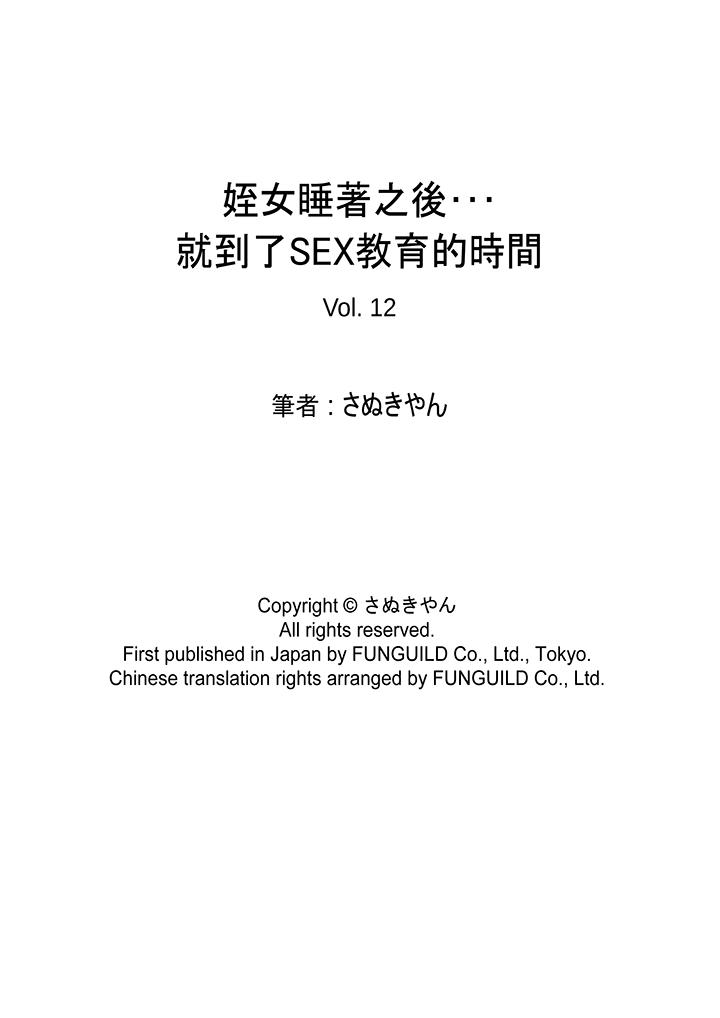 姪女睡著之後･･･
就到了SEX教育的時間
Vol. 12
筆者 : さぬきやん
Copyright © さぬきやん
All rights reserved.
First published in Japan by FUNGUILD Co., Ltd., Tokyo.
Chinese translation rights arranged by FUNGUILD Co., Ltd.